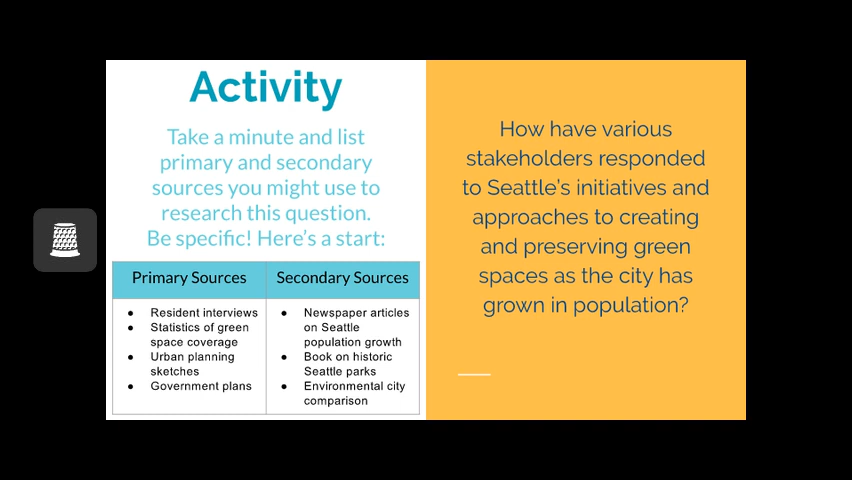 Activity
Take a minute and list
primary and secondary
sources you might use to
research this question.
Be specific! Here's a start:
Primary Sources
Secondary Sources
● Resident interviews
● Statistics of green
space coverage
● Urban planning
sketches
● Government plans
● Newspaper articles
on Seattle
population growth
● Book on historic
Seattle parks
● Environmental city
comparison
How have various
stakeholders responded
to Seattle's initiatives and
approaches to creating
and preserving green
spaces as the city has
grown in population?